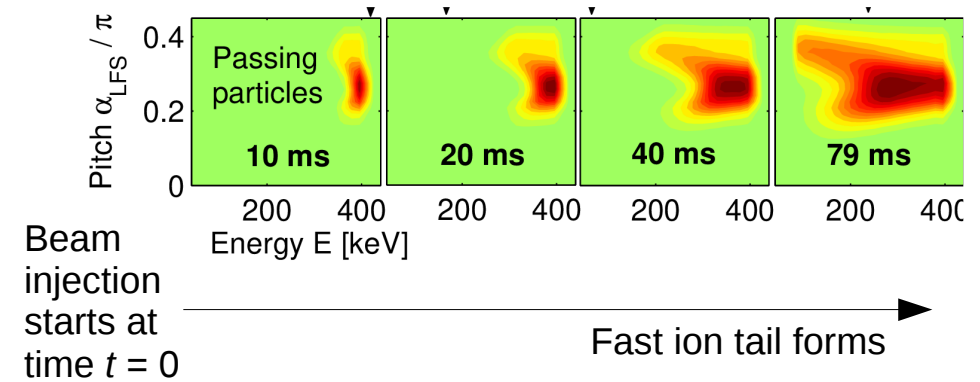 Pitch α_LFS / π
0.4
0.2
0
Passing
particles
10 ms
20 ms
40 ms
79 ms
200 400 200 400 200 400 200 400
Energy E [keV]
Beam
injection
starts at
time t = 0
Fast ion tail forms